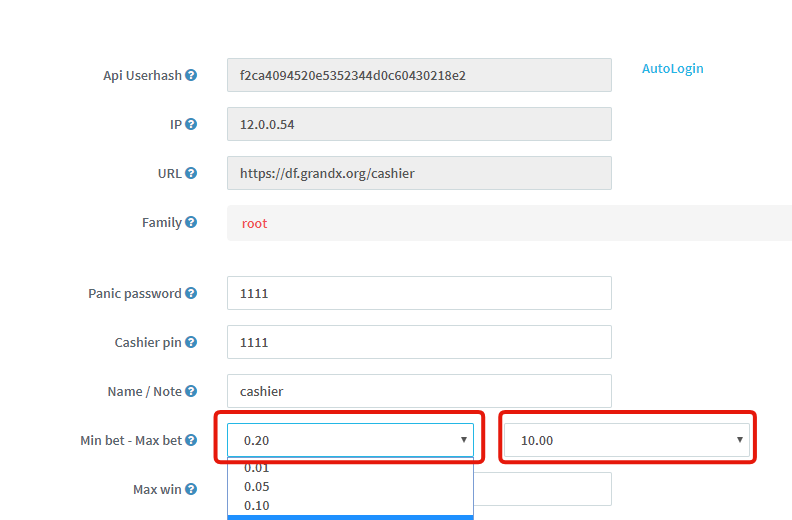 Api Userhash f2ca4094520e5352344d0c60430218e2 AutoLogin
IP 12.0.0.54
URL https://df.grandx.org/cashier
Family root
Panic password 1111
Cashier pin 1111
Name / Note cashier
Min bet - Max bet 0.20 10.00
0.01
Max win 0.05
0.10